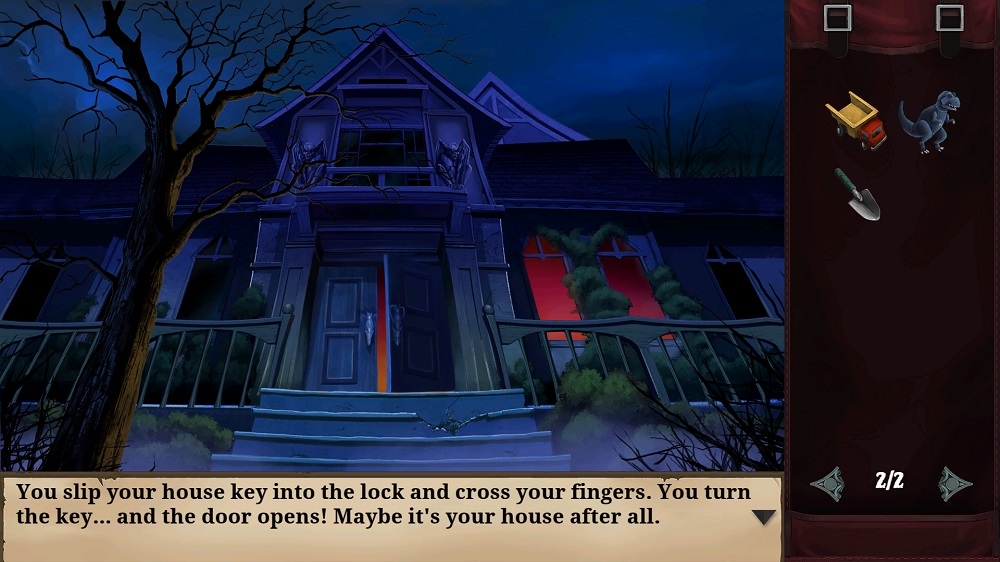 You slip your house key into the lock and cross your fingers. You turn
the key... and the door opens! Maybe it's your house after all.
2/2